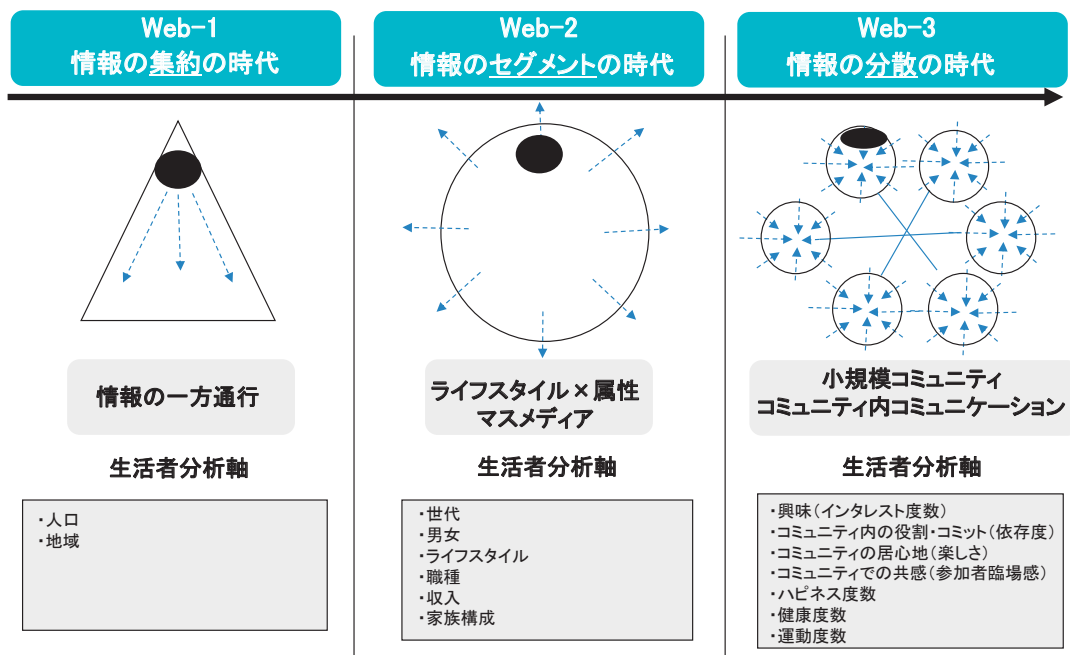 Web-1
情報の集約の時代
Web-2
情報のセグメントの時代
Web-3
情報の分散の時代
情報の一方通行
ライフスタイル×属性
マスメディア
小規模コミュニティ
コミュニティ内コミュニケーション
生活者分析軸
・人口
・地域
生活者分析軸
・世代
・男女
・ライフスタイル
・職種
・収入
・家族構成
生活者分析軸
・興味(インタレスト度数)
・コミュニティ内の役割・コミット(依存度)
・コミュニティの居心地(楽しさ)
・コミュニティでの共感(参加者臨場感)
・ハピネス度数
・健康度数
・運動度数